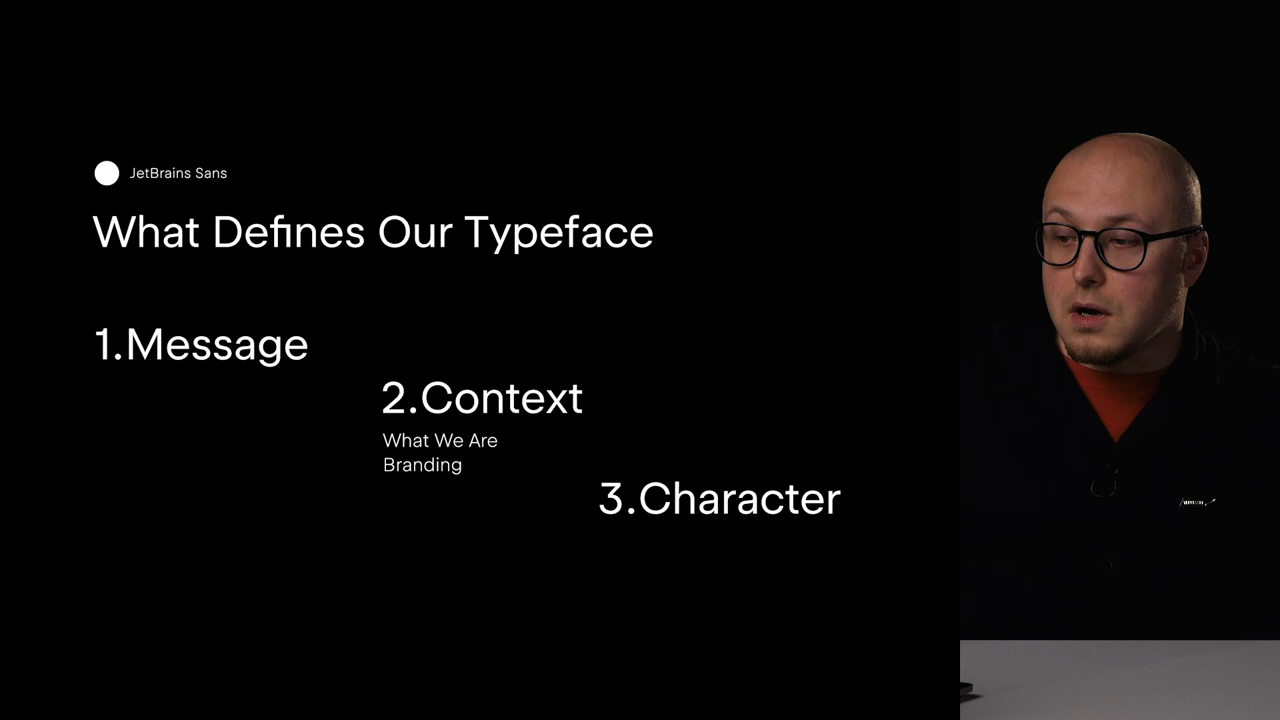 JetBrains Sans
What Defines Our Typeface
1.Message
2.Context
What We Are
Branding
3.Character